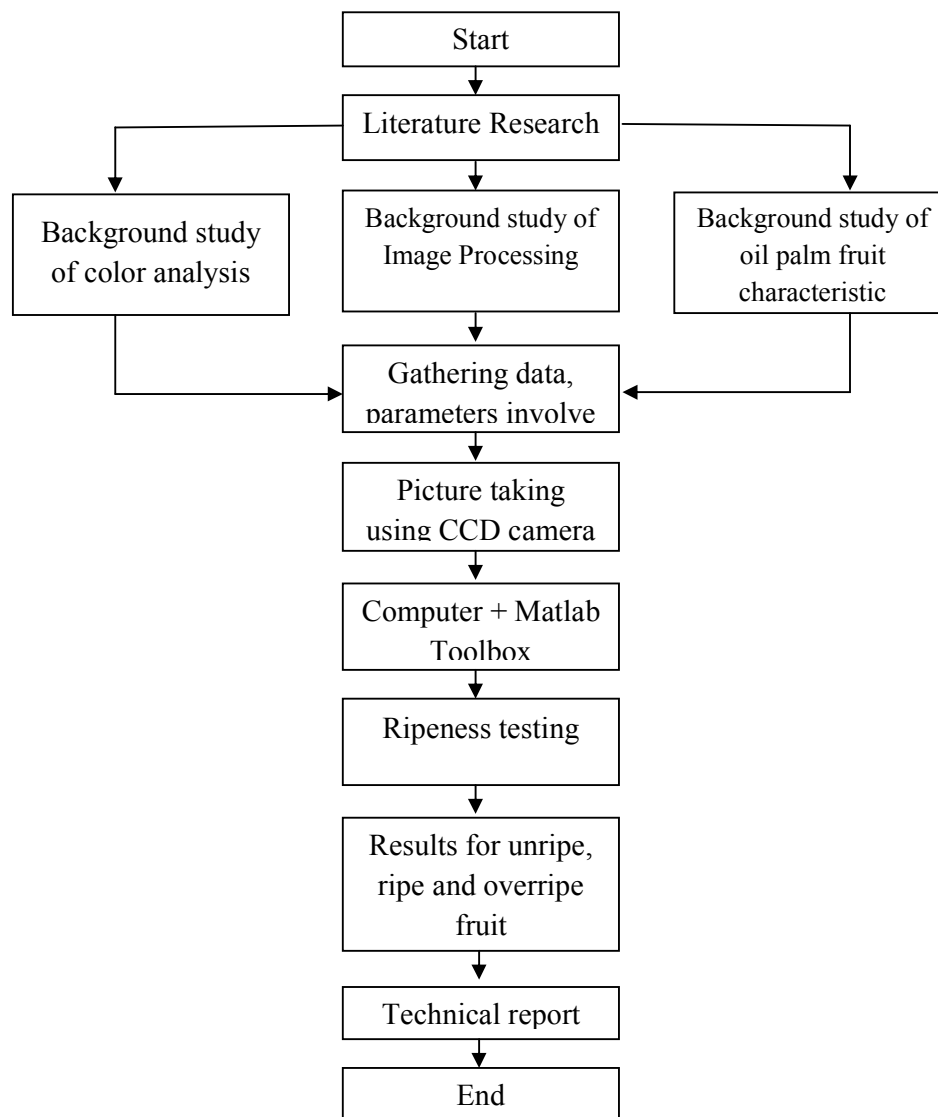 Start
Literature Research
Background study
of color analysis
Background study of
Image Processing
Background study of
oil palm fruit
characteristic
Gathering data,
parameters involve
Picture taking
using CCD camera
Computer + Matlab
Toolbox
Ripeness testing
Results for unripe,
ripe and overripe
fruit
Technical report
End